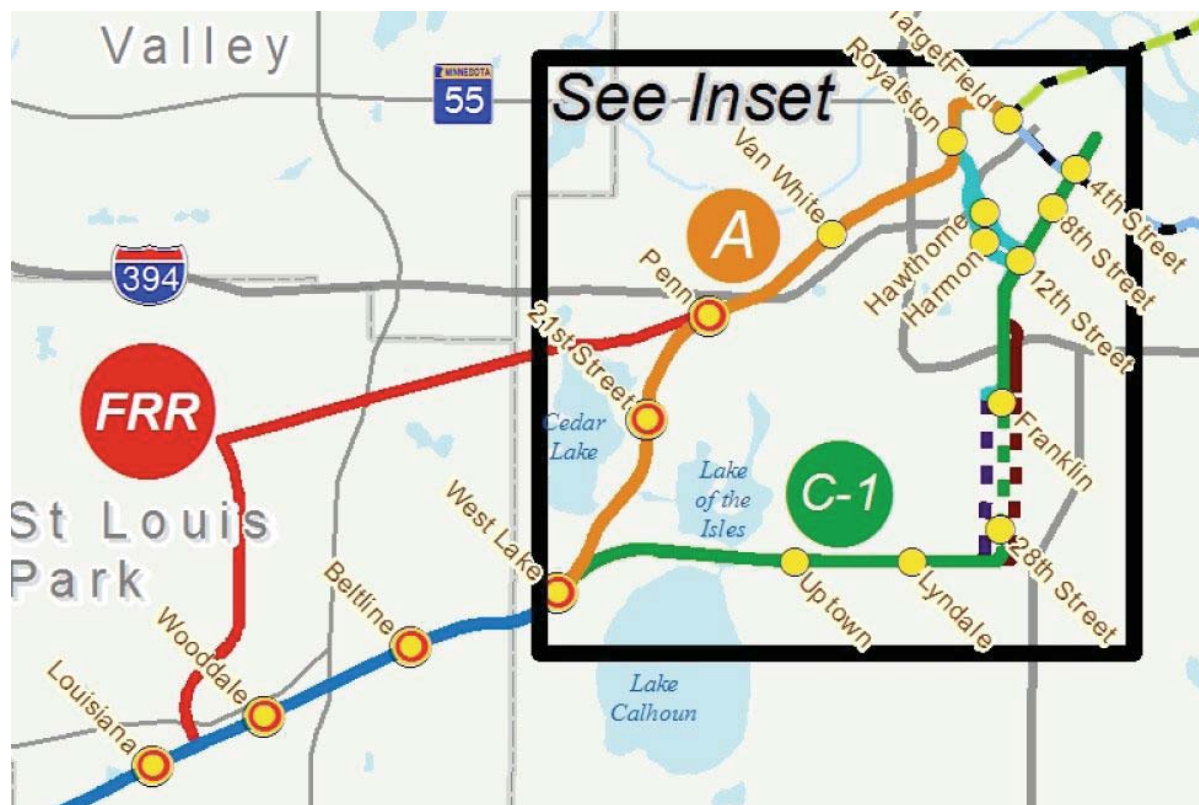 Valley
MINNESOTA
55
See Inset
TargetField
Royalston
Van White
4th Street
8th Street
A
Hawthorne
Harmon
12th Street
394
Penn
21st Street
FRR
Cedar
Lake
Franklin
Lake
of the
Isles
C-1
St Louis
Park
West Lake
28th Street
Beltline
Uptown
Lyndale
Wooddale
Louisiana
Lake
Calhoun